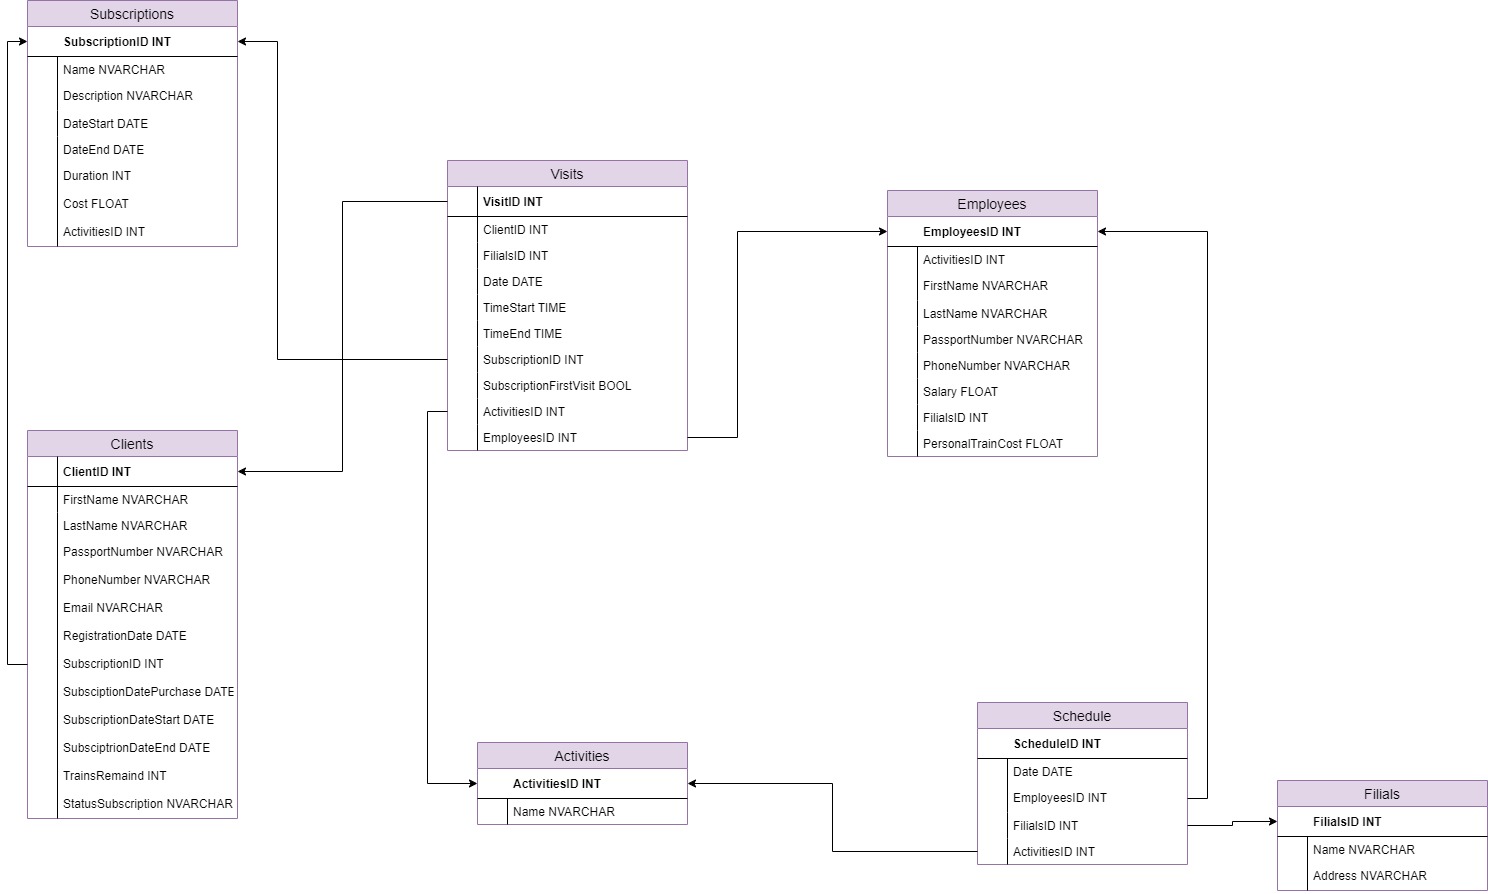 Subscriptions
SubscriptionID INT
Name NVARCHAR
Description NVARCHAR
DateStart DATE
DateEnd DATE
Duration INT
Cost FLOAT
ActivitiesID INT
Visits
VisitID INT
ClientID INT
FilialsID INT
Date DATE
TimeStart TIME
TimeEnd TIME
SubscriptionID INT
SubscriptionFirstVisit BOOL
ActivitiesID INT
EmployeesID INT
Employees
EmployeesID INT
ActivitiesID INT
FirstName NVARCHAR
LastName NVARCHAR
PassportNumber NVARCHAR
PhoneNumber NVARCHAR
Salary FLOAT
FilialsID INT
PersonalTrainCost FLOAT
Clients
ClientID INT
FirstName NVARCHAR
LastName NVARCHAR
PassportNumber NVARCHAR
PhoneNumber NVARCHAR
Email NVARCHAR
RegistrationDate DATE
SubscriptionID INT
SubsciptionDatePurchase DATE
SubscriptionDateStart DATE
SubsciptrionDateEnd DATE
TrainsRemaind INT
StatusSubscription NVARCHAR
Activities
ActivitiesID INT
Name NVARCHAR
Schedule
ScheduleID INT
Date DATE
EmployeesID INT
FilialsID INT
ActivitiesID INT
Filials
FilialsID INT
Name NVARCHAR
Address NVARCHAR